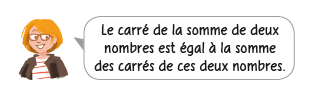 Le carré de la somme de deux
nombres est égal à la somme
des carrés de ces deux nombres.